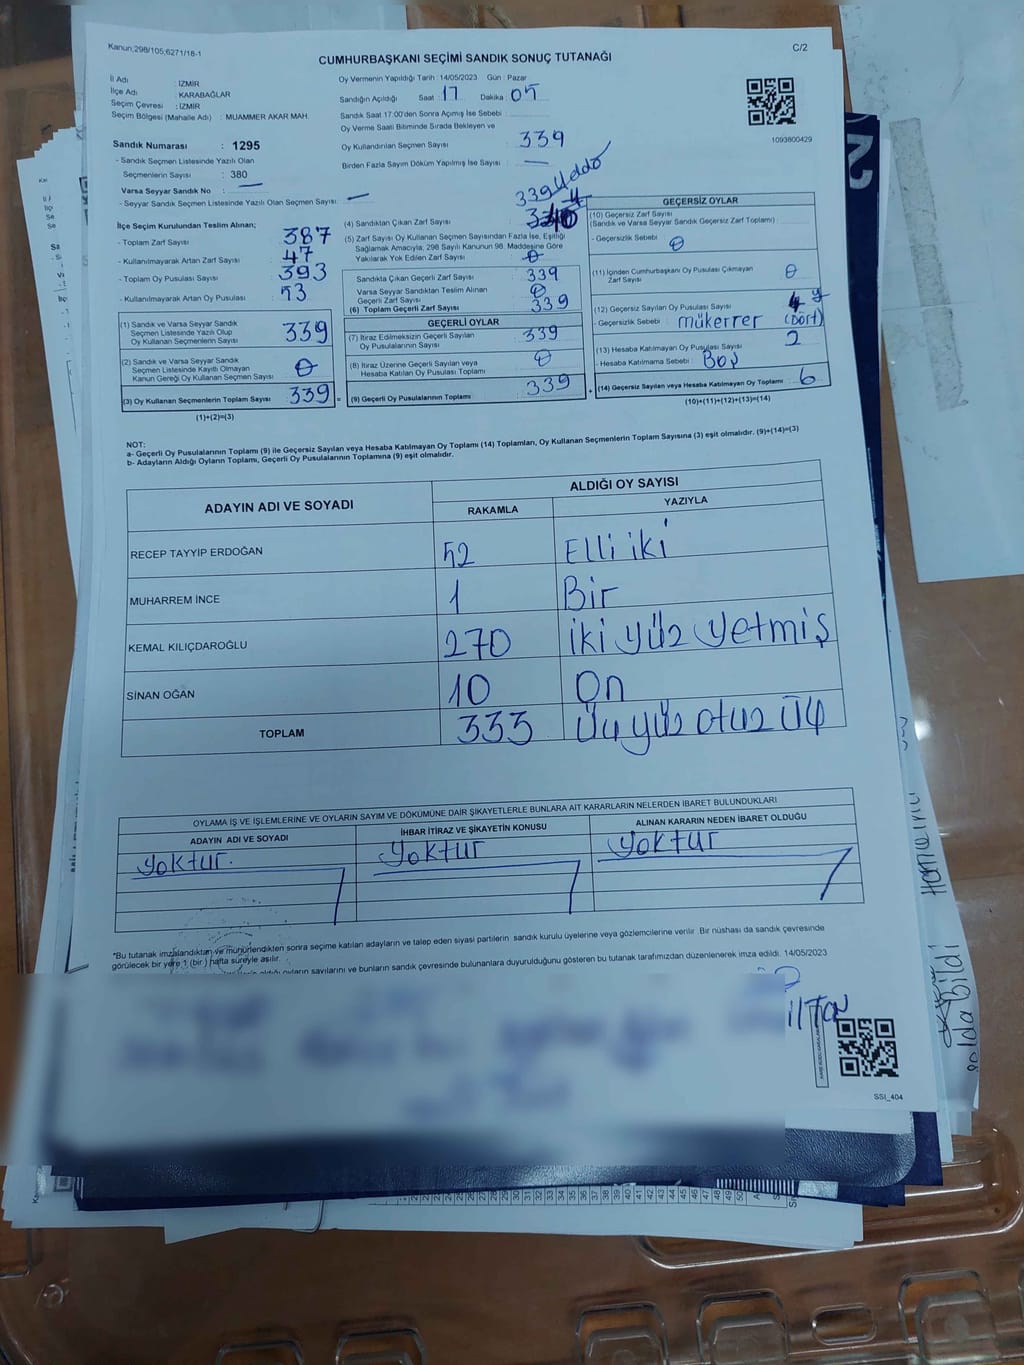 Kanun;298/105;6271/18-1
C/2
CUMHURBAŞKANI SEÇİMİ SANDIK SONUÇ TUTANAĞI
İl Adı : İZMİR
İlçe Adı : KARABAĞLAR
Seçim Çevresi : İZMİR
Seçim Bölgesi (Mahalle Adı) : MUAMMER AKAR MAH.
Sandık Numarası : 1295
- Sandık Seçmen Listesinde Yazılı Olan
Seçmenlerin Sayısı : 380
Varsa Seyyar Sandık No :
- Seyyar Sandık Seçmen Listesinde Yazılı Olan Seçmen Sayısı :
Oy Vermenin Yapıldığı Tarih : 14/05/2023 Gün : Pazar
Sandığın Açıldığı Saat : 17 Dakika : 05
Sandık Saat 17:00'den Sonra Açımış İse Sebebi :
Oy Verme Saati Bitiminde Sırada Bekleyen ve
Oy Kullandırılan Seçmen Sayısı : 339
Birden Fazla Sayım Döküm Yapılmış İse Sayısı : —
1093800429
İlçe Seçim Kurulundan Teslim Alınan;
- Toplam Zarf Sayısı : 387
- Kullanılmayarak Artan Zarf Sayısı : 47
- Toplam Oy Pusulası Sayısı : 393
- Kullanılmayarak Artan Oy Pusulası : 53
(1) Sandık ve Varsa Seyyar Sandık
Seçmen Listesinde Yazılı Olup
Oy Kullanan Seçmenlerin Sayısı : 339
(2) Sandık ve Varsa Seyyar Sandık
Seçmen Listesinde Kayıtlı Olmayan
Kanun Gereği Oy Kullanan Seçmen Sayısı : 0
(3) Oy Kullanan Seçmenlerin Toplam Sayısı : 339
(1)+(2)=(3)
339
(4) Sandıktan Çıkan Zarf Sayısı :
(5) Zarf Sayısı Oy Kullanan Seçmen Sayısından Fazla İse, Eşitliği
Sağlamak Amacıyla, 298 Sayılı Kanunun 98. Maddesine Göre
Yakılarak Yok Edilen Zarf Sayısı : 0
Sandıkta Çıkan Geçerli Zarf Sayısı : 339
Varsa Seyyar Sandıktan Teslim Alınan
Geçerli Zarf Sayısı : 0
(6) Toplam Geçerli Zarf Sayısı : 339
GEÇERLİ OYLAR
(7) İtiraz Edilmeksizin Geçerli Sayılan
Oy Pusulalarının Sayısı : 339
(8) İtiraz Üzerine Geçerli Sayılan veya
Hesaba Katılan Oy Pusulası Toplamı : 0
(9) Geçerli Oy Pusulalarının Toplamı : 339
GEÇERSİZ OYLAR
(10) Geçersiz Zarf Sayısı
(Sandık ve Varsa Seyyar Sandık Geçersiz Zarf Toplamı) :
- Geçersizlik Sebebi : 0
(11) İçinden Cumhurbaşkanı Oy Pusulası Çıkmayan
Zarf Sayısı : 0
(12) Geçersiz Sayılan Oy Pusulası Sayısı : 4
- Geçersizlik Sebebi : mükerrer (Dört)
(13) Hesaba Katılmayan Oy Pusulası Sayısı : 2
- Hesaba Katılmama Sebebi : Boş
(14) Geçersiz Sayılan veya Hesaba Katılmayan Oy Toplamı : 6
(10)+(11)+(12)+(13)=(14)
NOT:
a- Geçerli Oy Pusulalarının Toplamı (9) ile Geçersiz Sayılan veya Hesaba Katılmayan Oy Toplamı (14) Toplamları, Oy Kullanan Seçmenlerin Toplam Sayısına (3) eşit olmalıdır. (9)+(14)=(3)
b- Adayların Aldığı Oyların Toplamı, Geçerli Oy Pusulalarının Toplamına (9) eşit olmalıdır.
ADAYIN ADI VE SOYADI
ALDIĞI OY SAYISI
RAKAMLA YAZIYLA
RECEP TAYYİP ERDOĞAN 52 Elli iki
MUHARREM İNCE 1 Bir
KEMAL KILIÇDAROĞLU 270 iki yüz yetmiş
SİNAN OĞAN 10 On
TOPLAM 333 Üç yüz otuz üç
OYLAMA İŞ VE İŞLEMLERİNE VE OYLARIN SAYIM VE DÖKÜMÜNE DAİR ŞİKAYETLERLE BUNLARA AİT KARARLARIN NELERDEN İBARET BULUNDUKLARI
ADAYIN ADI VE SOYADI İHBAR İTİRAZ VE ŞİKAYETİN KONUSU ALINAN KARARIN NEDEN İBARET OLDUĞU
yoktur. yoktur yoktur
*Bu tutanak imzalandıktan ve mühürlendikten sonra seçime katılan adayların ve talep eden siyasi partilerin sandık kurulu üyelerine veya gözlemcilerine verilir. Bir nüshası da sandık çevresinde
görülecek bir yere 1 (bir) hafta süreyle asılır.
oyların sayılarını ve bunların sandık çevresinde bulunanlara duyurulduğunu gösteren bu tutanak tarafımızdan düzenlenerek imza edildi. 14/05/2023
SSİ_404